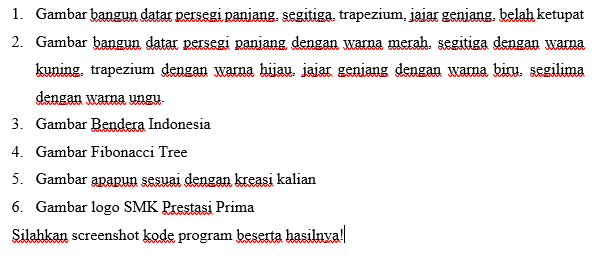 1. Gambar bangun datar persegi panjang, segitiga, trapezium, jajar genjang, belah ketupat
2. Gambar bangun datar persegi panjang dengan warna merah, segitiga dengan warna
kuning, trapezium dengan warna hijau, jajar genjang dengan warna biru, segilima
dengan warna ungu.
3. Gambar Bendera Indonesia
4. Gambar Fibonacci Tree
5. Gambar apapun sesuai dengan kreasi kalian
6. Gambar logo SMK Prestasi Prima
Silahkan screenshot kode program beserta hasilnya!